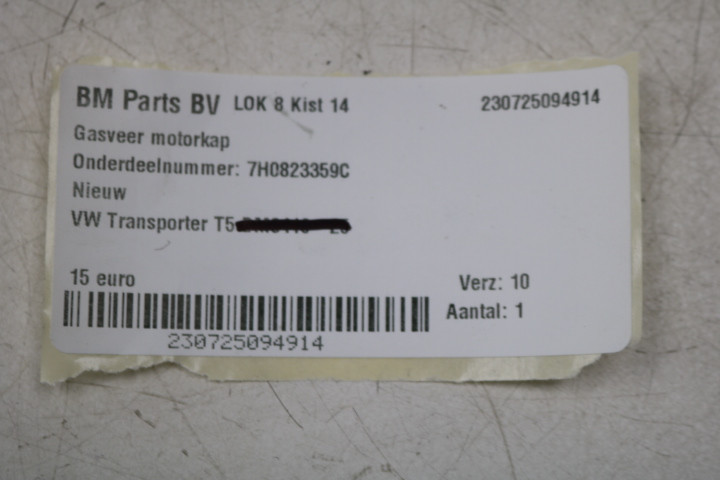 BM Parts BV LOK 8 Kist 14 230725094914
Gasveer motorkap
Onderdeelnummer: 7H0823359C
Nieuw
VW Transporter T5
15 euro
Verz: 10
Aantal: 1
230725094914